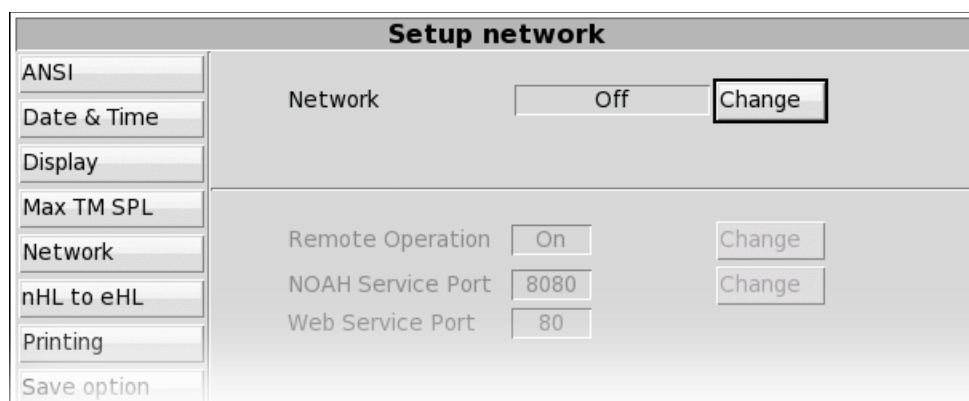 Setup network
ANSI
Date & Time
Display
Max TM SPL
Network
nHL to eHL
Printing
Save option
Network Off Change
Remote Operation On Change
NOAH Service Port 8080 Change
Web Service Port 80